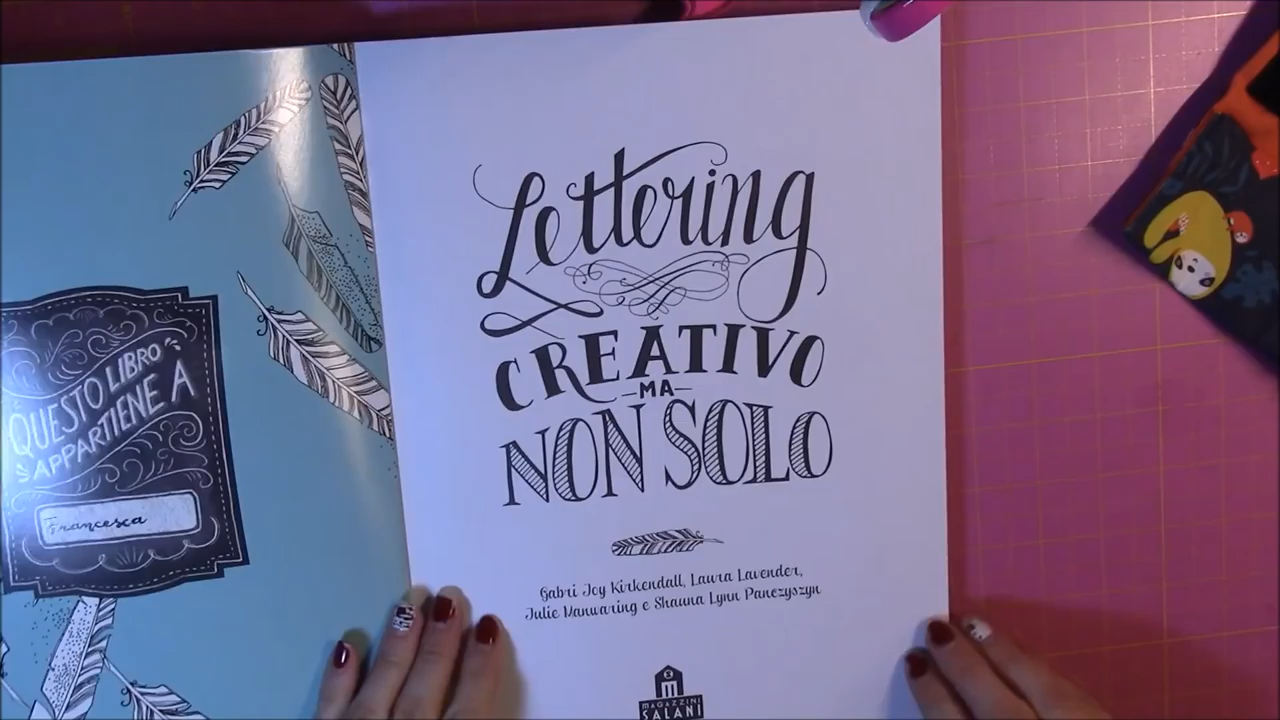 QUESTO LIBRO
APPARTIENE A
Francesca
Lettering
CREATIVO
MA
NON SOLO
Gabri Joy Kirkendall, Laura Lavender,
Julie Manwaring e Shauna Lynn Panczyszyn
MAGAZZINI
SALANI